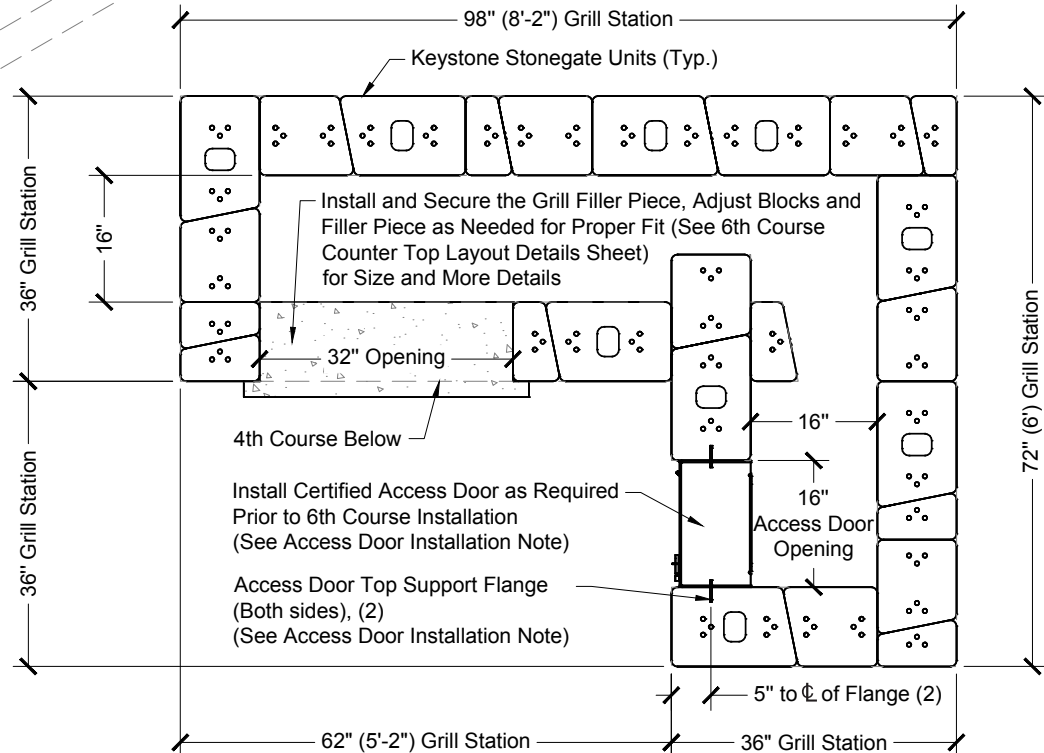 98" (8'-2") Grill Station
Keystone Stonegate Units (Typ.)
36" Grill Station
16"
Install and Secure the Grill Filler Piece, Adjust Blocks and
Filler Piece as Needed for Proper Fit (See 6th Course
Counter Top Layout Details Sheet)
for Size and More Details
32" Opening
4th Course Below
16"
72" (6') Grill Station
36" Grill Station
Install Certified Access Door as Required
Prior to 6th Course Installation
(See Access Door Installation Note)
16"
Access Door
Opening
Access Door Top Support Flange
(Both sides), (2)
(See Access Door Installation Note)
5" to ℄ of Flange (2)
62" (5'-2") Grill Station
36" Grill Station